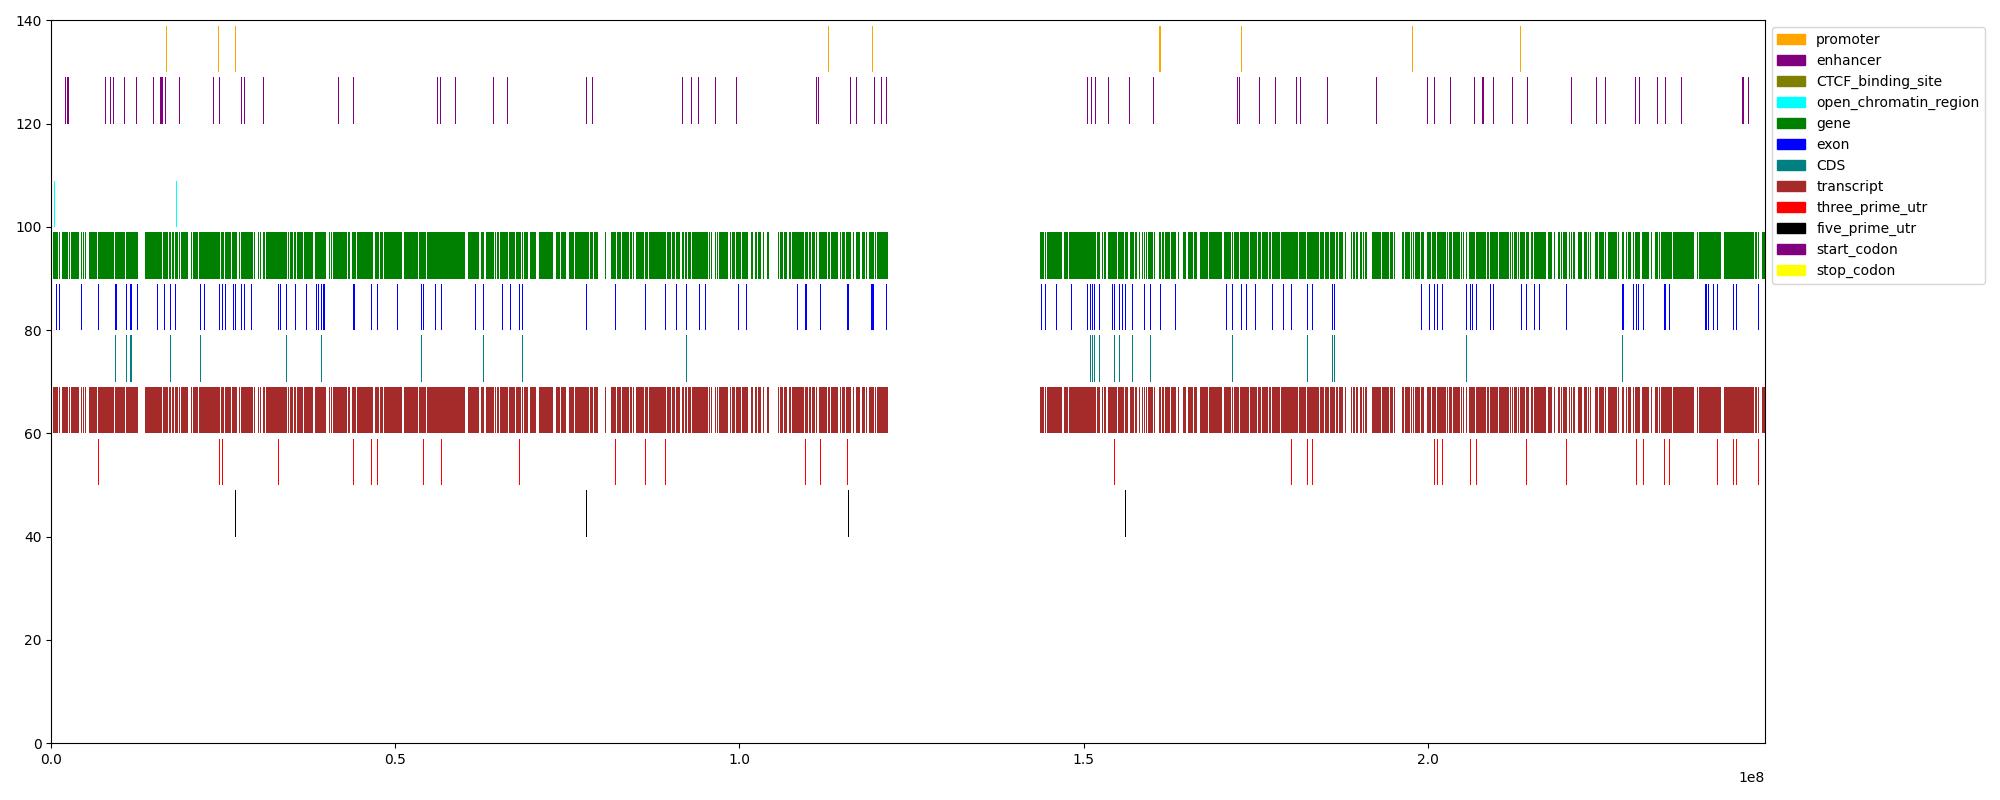 140
120
100
80
60
40
20
0
0.0
0.5
1.0
1.5
2.0
1e8
promoter
enhancer
CTCF_binding_site
open_chromatin_region
gene
exon
CDS
transcript
three_prime_utr
five_prime_utr
start_codon
stop_codon